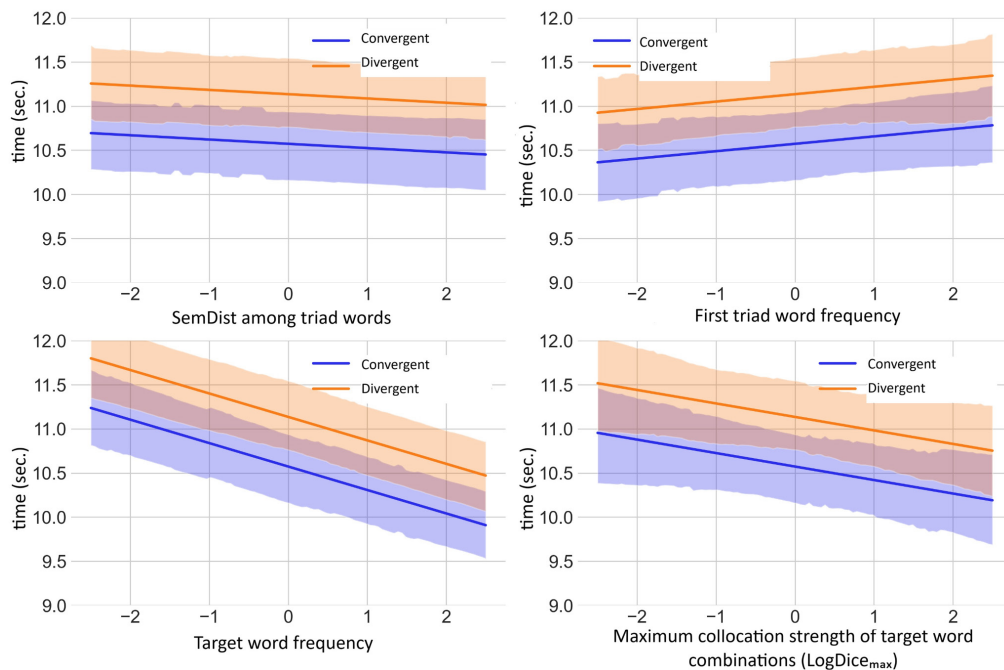 12.0
Convergent
Divergent
11.5
11.0
10.5
10.0
9.5
9.0
time (sec.)
−2
−1
0
1
2
SemDist among triad words
12.0
Convergent
Divergent
11.5
11.0
10.5
10.0
9.5
9.0
time (sec.)
−2
−1
0
1
2
First triad word frequency
12.0
Convergent
Divergent
11.5
11.0
10.5
10.0
9.5
9.0
time (sec.)
−2
−1
0
1
2
Target word frequency
12.0
Convergent
Divergent
11.5
11.0
10.5
10.0
9.5
9.0
time (sec.)
−2
−1
0
1
2
Maximum collocation strength of target word
combinations (LogDiceₘₐₓ)